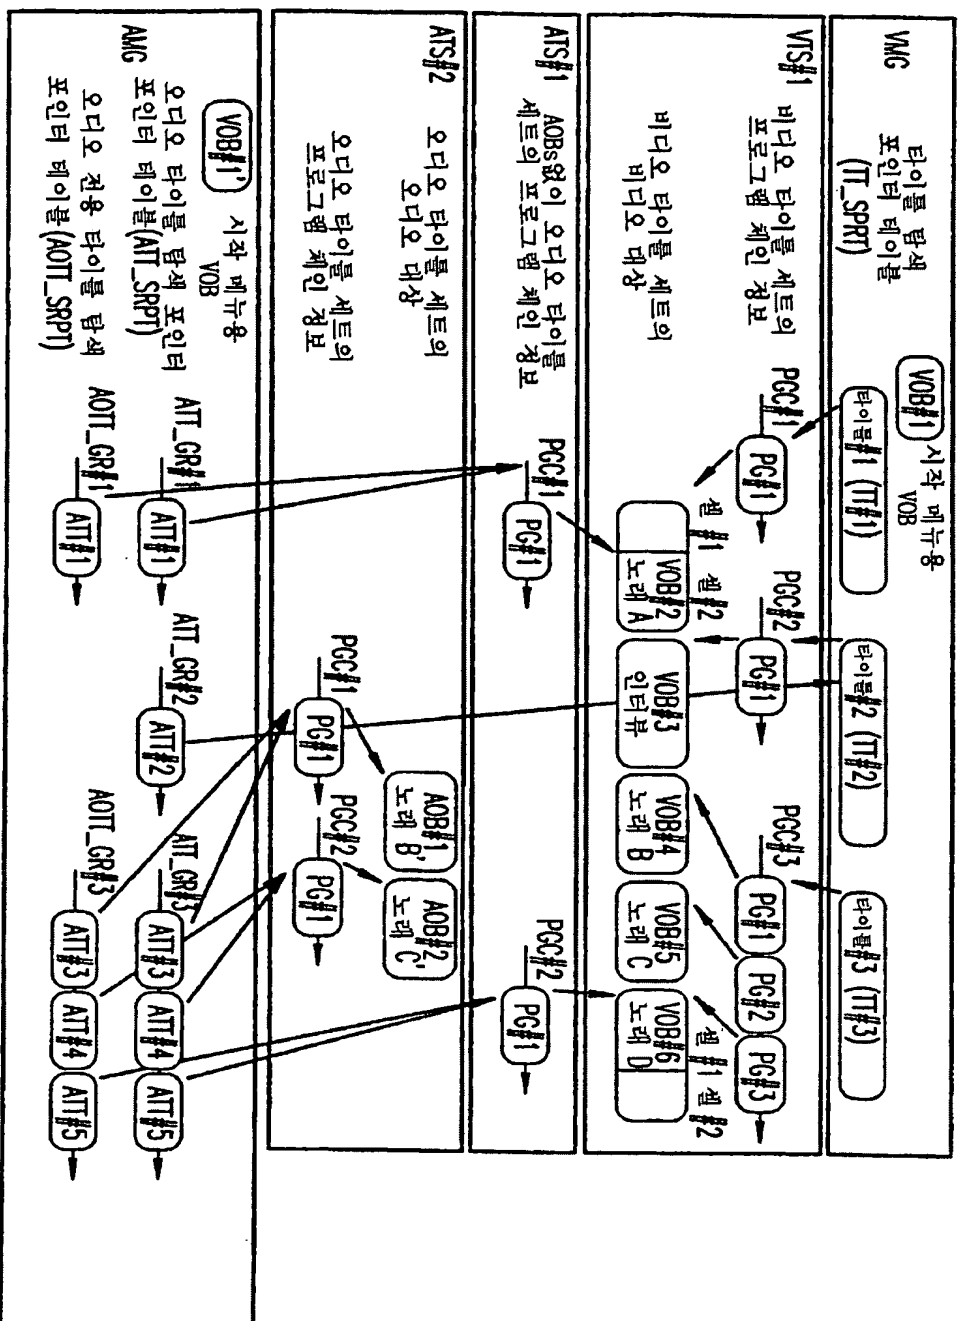 VMG
타이틀 탐색
포인터 테이블
(TT_SPRT)
VOB#1
시작 메뉴용
VOB
타이틀#1 (TT#1)
타이틀#2 (TT#2)
타이틀#3 (TT#3)
VTS#1
비디오 타이틀 세트의
프로그램 체인 정보
비디오 타이틀 세트의
비디오 대상
PGC#1
PG#1
PGC#2
PG#1
PGC#3
PG#1
PG#2
PG#3
셀#1
셀#2
VOB#2
노래 A
VOB#3
인터뷰
VOB#4
노래 B
VOB#5
노래 C
VOB#6
노래 D
셀#1
셀#2
ATS#1
AOBs없이 오디오 타이틀
세트의 프로그램 체인 정보
PGC#1
PG#1
PGC#2
PG#1
ATS#2
오디오 타이틀 세트의
오디오 대상
오디오 타이틀 세트의
프로그램 체인 정보
AOB#1
노래 B'
AOB#2
노래 C'
PGC#1
PG#1
PGC#2
PG#1
AMG
VOB#1'
시작 메뉴용
VOB
오디오 타이틀 탐색 포인터
포인터 테이블(ATT_SRPT)
오디오 전용 타이틀 탐색
포인터 테이블(AOTT_SRPT)
ATT_GR#1
ATT#1
ATT_GR#2
ATT#2
ATT_GR#3
ATT#3
ATT#4
ATT#5
AOTT_GR#1
ATT#1
AOTT_GR#3
ATT#3
ATT#4
ATT#5